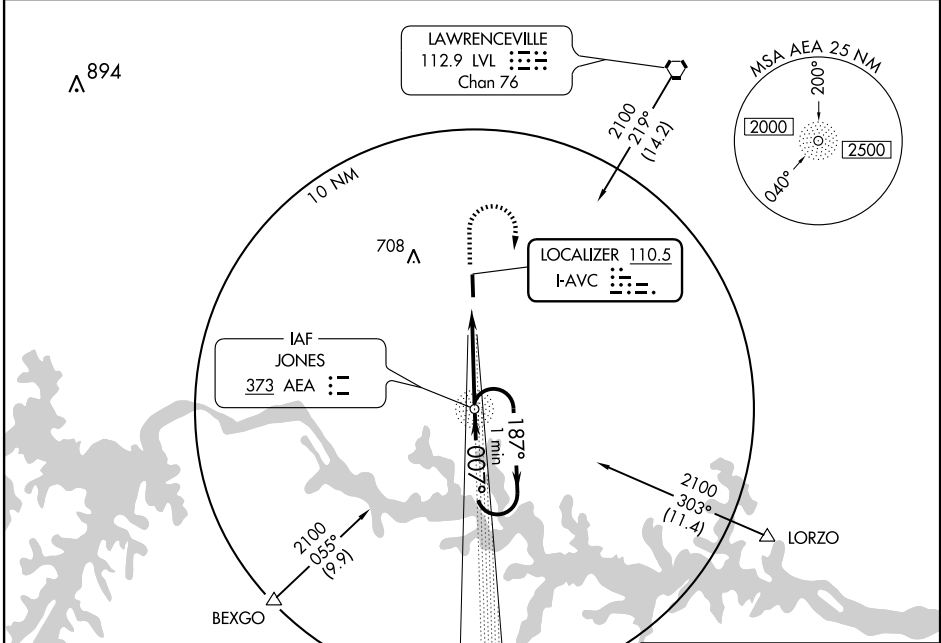 894
LAWRENCEVILLE
112.9 LVL
Chan 76
2100
219°
(14.2)
MSA AEA 25 NM
200°
2000
2500
040°
10 NM
708
LOCALIZER 110.5
I-AVC
IAF
JONES
373 AEA
187°
1 min
007°
2100
303°
(11.4)
LORZO
2100
055°
(9.9)
BEXGO